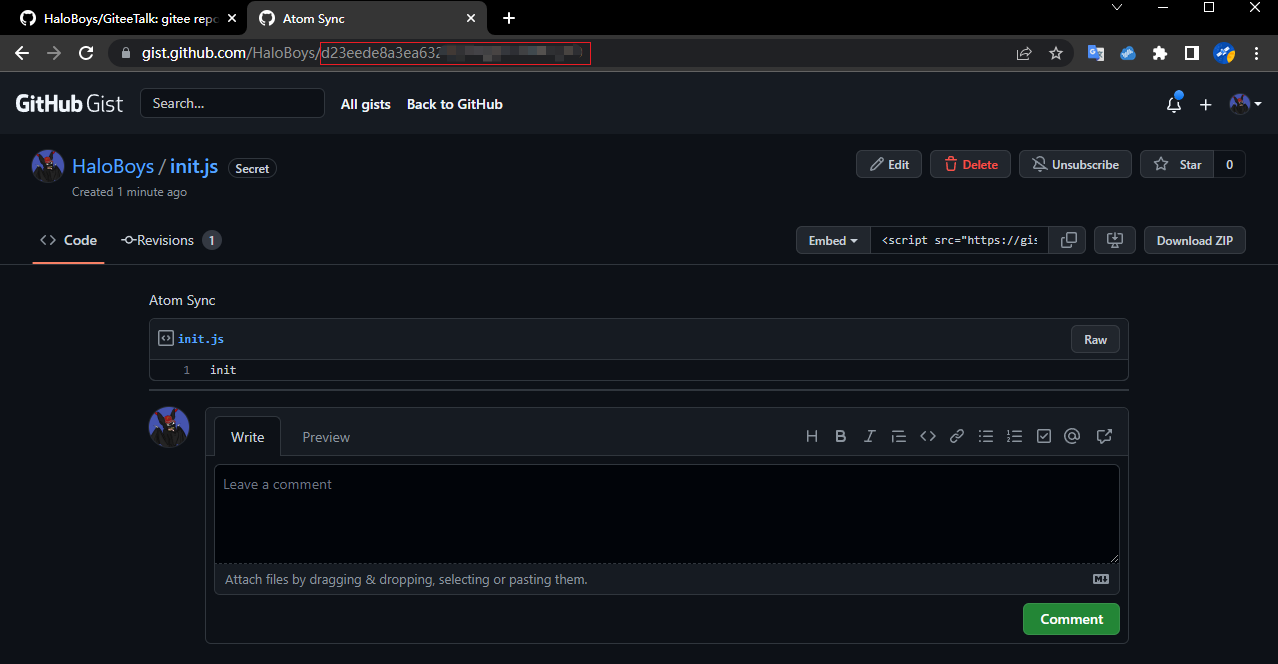 HaloBoys/GiteeTalk: gitee repo
Atom Sync
gist.github.com/HaloBoys/d23eede8a3ea632
GitHub Gist
Search...
All gists
Back to GitHub
HaloBoys / init.js
Secret
Edit
Delete
Unsubscribe
Star
0
Created 1 minute ago
Code
Revisions
1
Embed
<script src="https://gis
Download ZIP
Atom Sync
init.js
Raw
1 init
Write
Preview
Leave a comment
Attach files by dragging & dropping, selecting or pasting them.
Comment